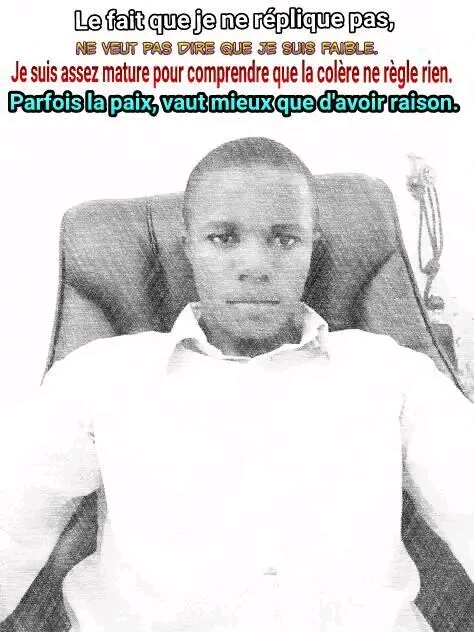 Le fait que je ne réplique pas,
NE VEUT PAS DIRE QUE JE SUIS FAIBLE.
Je suis assez mature pour comprendre que la colère ne règle rien.
Parfois la paix, vaut mieux que d'avoir raison.